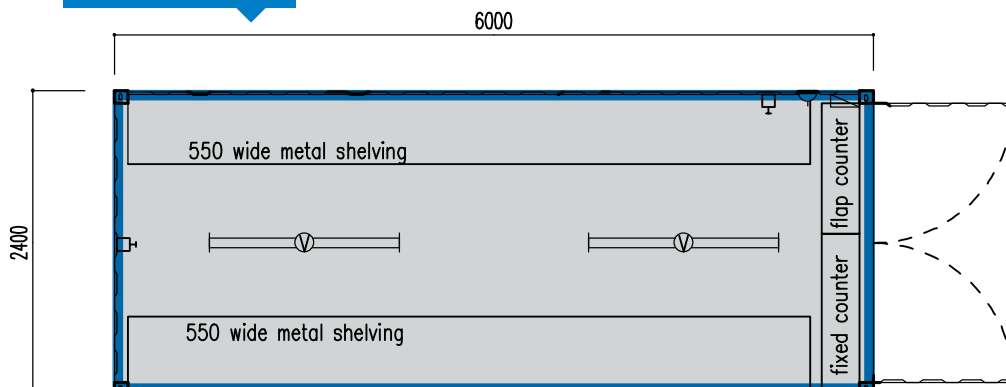 6000
550 wide metal shelving
flap counter
2400
V
V
fixed counter
550 wide metal shelving